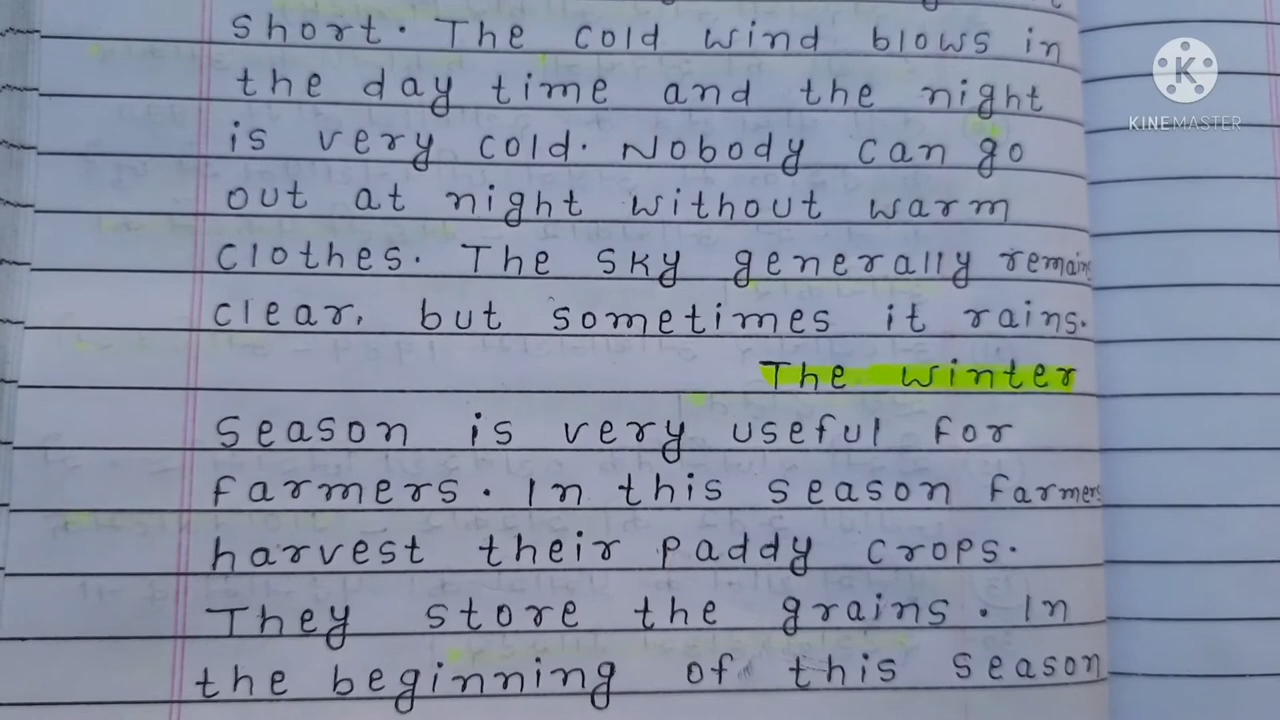 short. The cold wind blows in
the day time and the night
is very cold. Nobody can go
out at night without warm
clothes. The sky generally remains
clear, but sometimes it rains.
The winter
season is very useful for
farmers. In this season farmers
harvest their paddy crops.
They store the grains. In
the beginning of this season
K
KINEMASTER